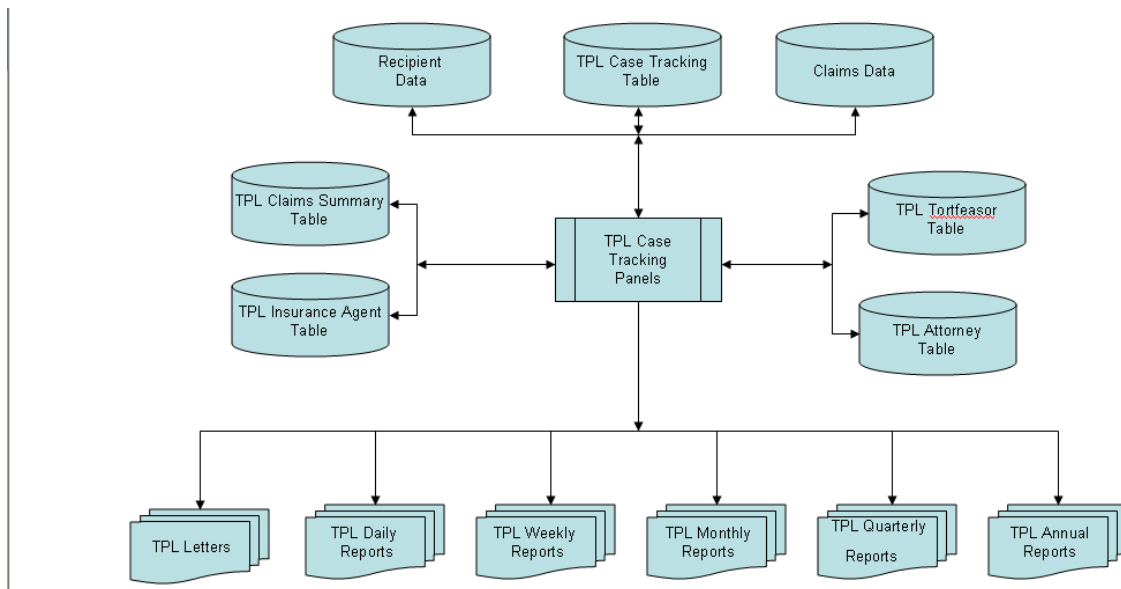 Recipient
Data
TPL Case Tracking
Table
Claims Data
TPL Claims Summary
Table
TPL Insurance Agent
Table
TPL Case
Tracking
Panels
TPL Tortfeasor
Table
TPL Attorney
Table
TPL Letters
TPL Daily
Reports
TPL Weekly
Reports
TPL Monthly
Reports
TPL Quarterly
Reports
TPL Annual
Reports